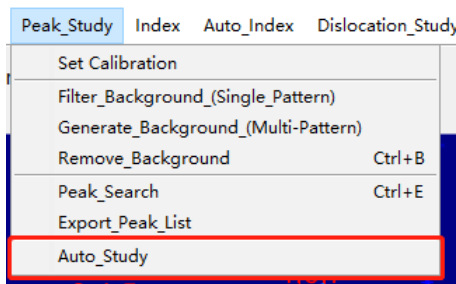 Peak_Study Index Auto_Index Dislocation_Study
Set Calibration
Filter_Background_(Single_Pattern)
Generate_Background_(Multi-Pattern)
Remove_Background Ctrl+B
Peak_Search Ctrl+E
Export_Peak_List
Auto_Study